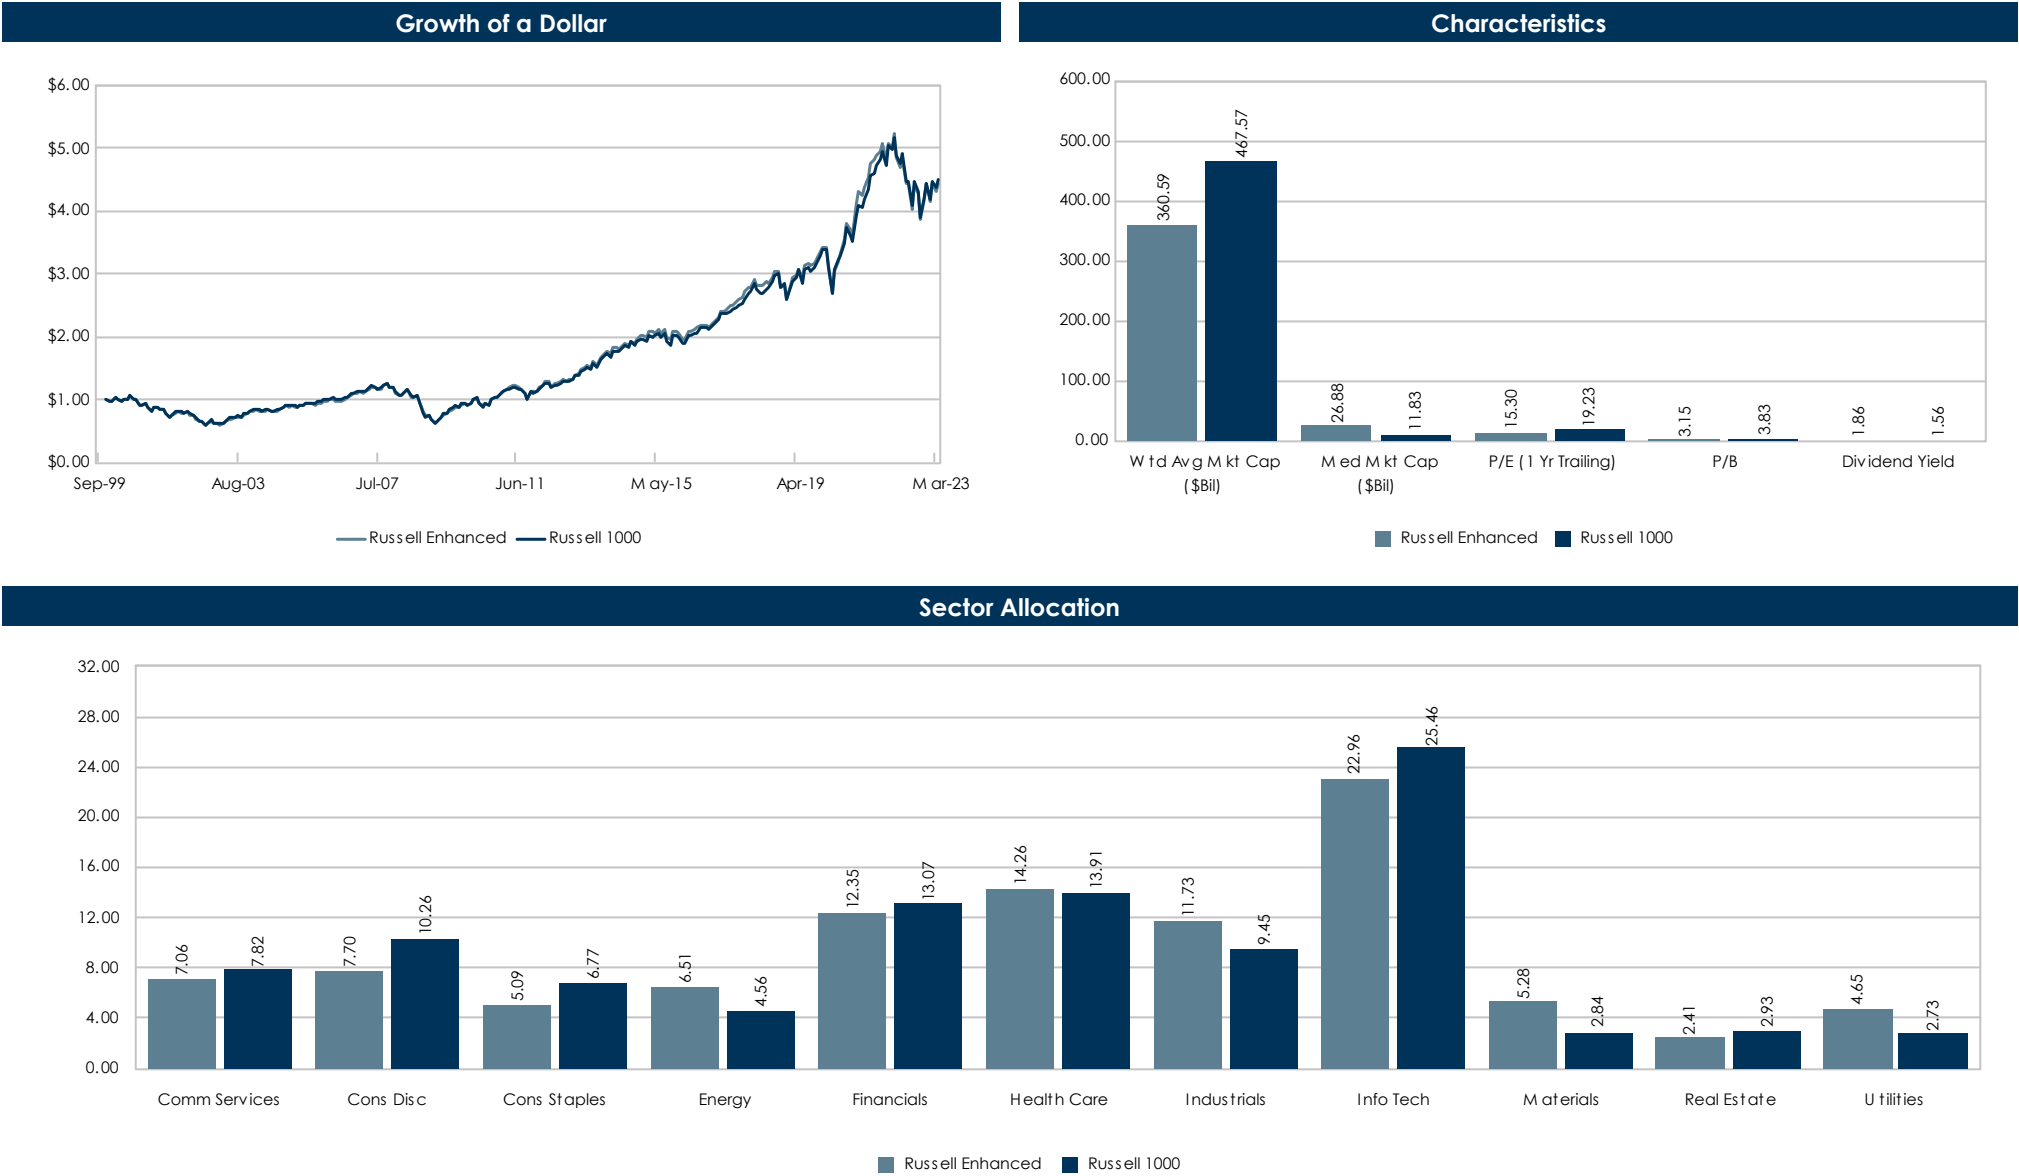 Growth of a Dollar
$6.00
$5.00
$4.00
$3.00
$2.00
$1.00
$0.00
Sep-99 Aug-03 Jul-07 Jun-11 May-15 Apr-19 Mar-23
Russell Enhanced Russell 1000
Characteristics
600.00
500.00
400.00
300.00
200.00
100.00
0.00
360.59 467.57 26.88 11.83 15.30 19.23 3.15 3.83 1.86 1.56
Wtd Avg Mkt Cap Med Mkt Cap P/E (1 Yr Trailing) P/B Dividend Yield
($Bil) ($Bil)
Russell Enhanced Russell 1000
Sector Allocation
32.00
28.00
24.00
20.00
16.00
12.00
8.00
4.00
0.00
7.06 7.82 7.70 10.26 5.09 6.77 6.51 4.56 12.35 13.07 14.26 13.91 11.73 9.45 22.96 25.46 5.28 2.84 2.41 2.93 4.65 2.73
Comm Services Cons Disc Cons Staples Energy Financials Health Care Industrials Info Tech Materials Real Estate Utilities
Russell Enhanced Russell 1000